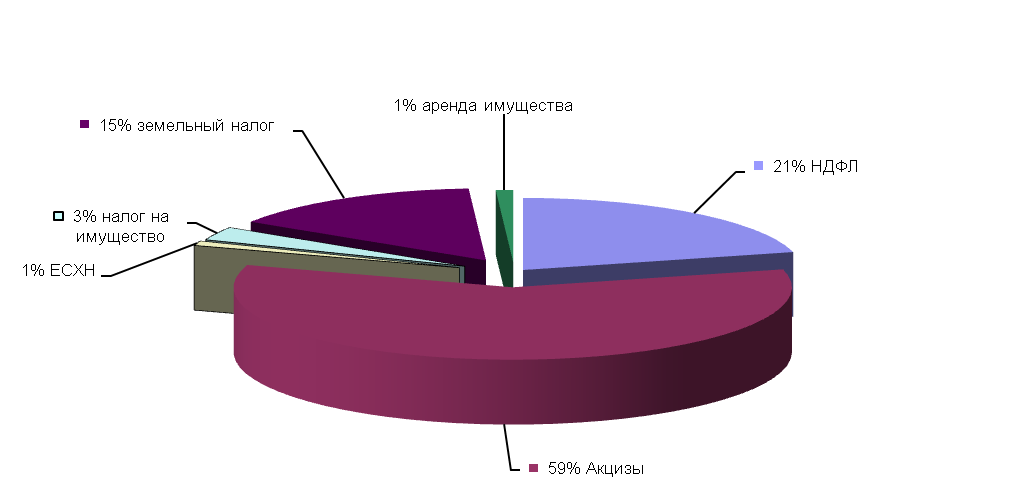 1% аренда имущества
15% земельный налог
21% НДФЛ
3% налог на
имущество
1% ЕСХН
59% Акцизы